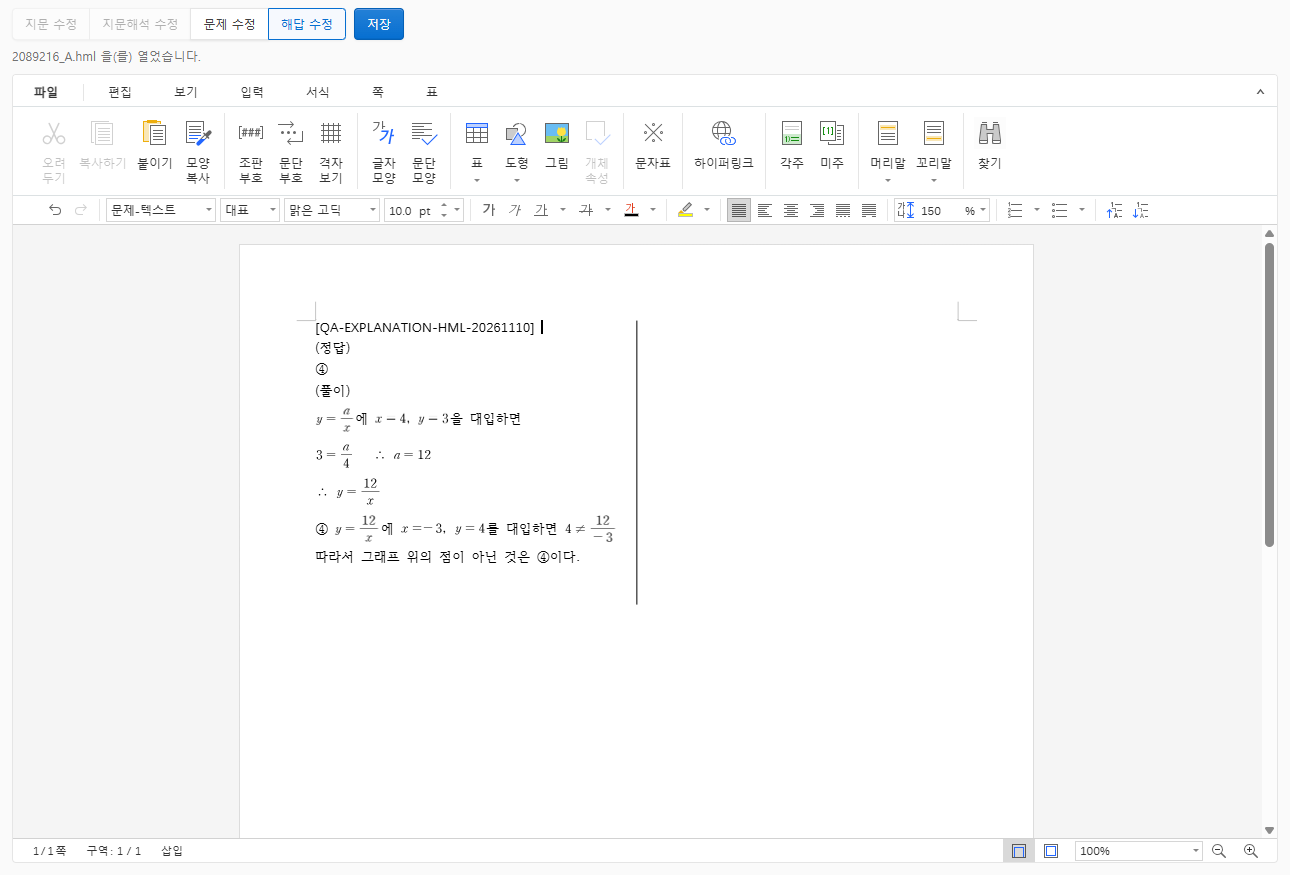 지문 수정 지문해석 수정 문제 수정 해답 수정 저장
2089216_A.hml 을(를) 열었습니다.
파일 편집 보기 입력 서식 쪽 표
오려 두기 복사하기 붙이기 모양 복사 조판 부호 문단 부호 격자 보기 글자 모양 문단 모양 표 도형 그림 개체 속성 문자표 하이퍼링크 각주 미주 머리말 꼬리말 찾기
문제-텍스트 대표 맑은 고딕 10.0 pt 가 가 가 가 가 150 %
[QA-EXPLANATION-HML-20261110]
(정답)
④
(풀이)
y = a/x 에 x − 4, y − 3을 대입하면
3 = a/4 ∴ a = 12
∴ y = 12/x
④ y = 12/x 에 x = −3, y = 4를 대입하면 4 ≠ 12/−3
따라서 그래프 위의 점이 아닌 것은 ④이다.
1/1쪽 구역: 1 / 1 삽입 100%